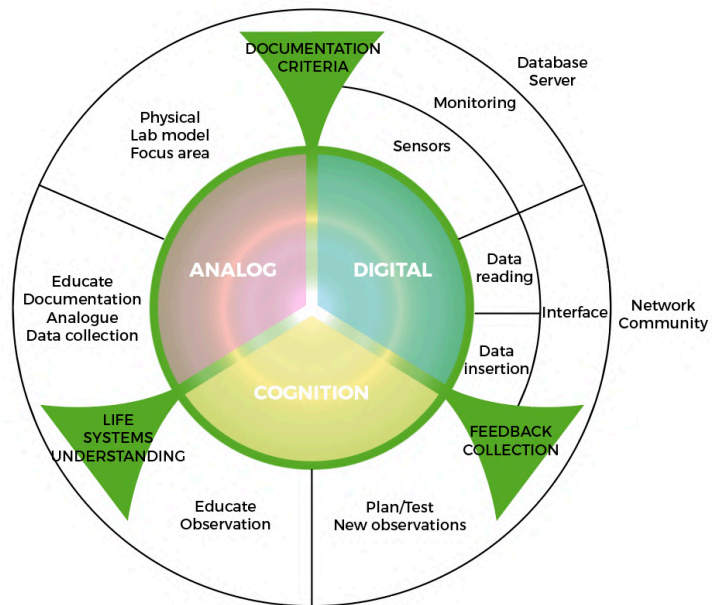 DOCUMENTATION
CRITERIA
Database
Server
Monitoring
Physical
Lab model
Focus area
Sensors
ANALOG
DIGITAL
Data
reading
Educate
Documentation
Analogue
Data collection
Interface
Network
Community
Data
insertion
COGNITION
LIFE
SYSTEMS
UNDERSTANDING
FEEDBACK
COLLECTION
Educate
Observation
Plan/Test
New observations